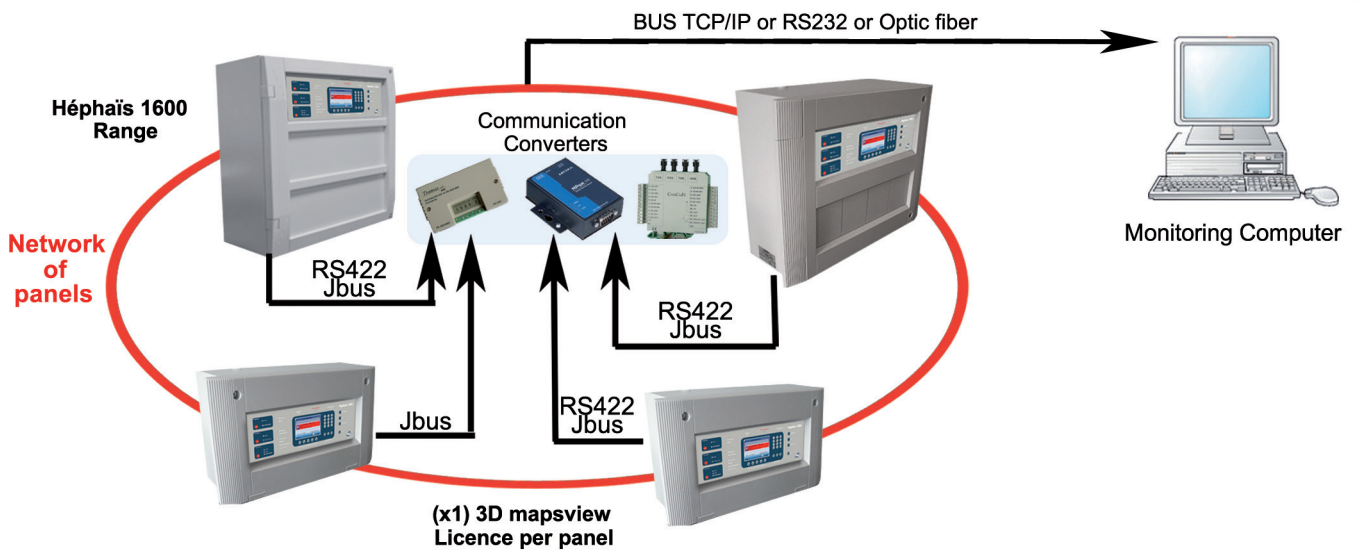 BUS TCP/IP or RS232 or Optic fiber
Héphaïs 1600
Range
Communication
Converters
Network
of
panels
Monitoring Computer
RS422
Jbus
RS422
Jbus
Jbus
RS422
Jbus
(x1) 3D mapsview
Licence per panel